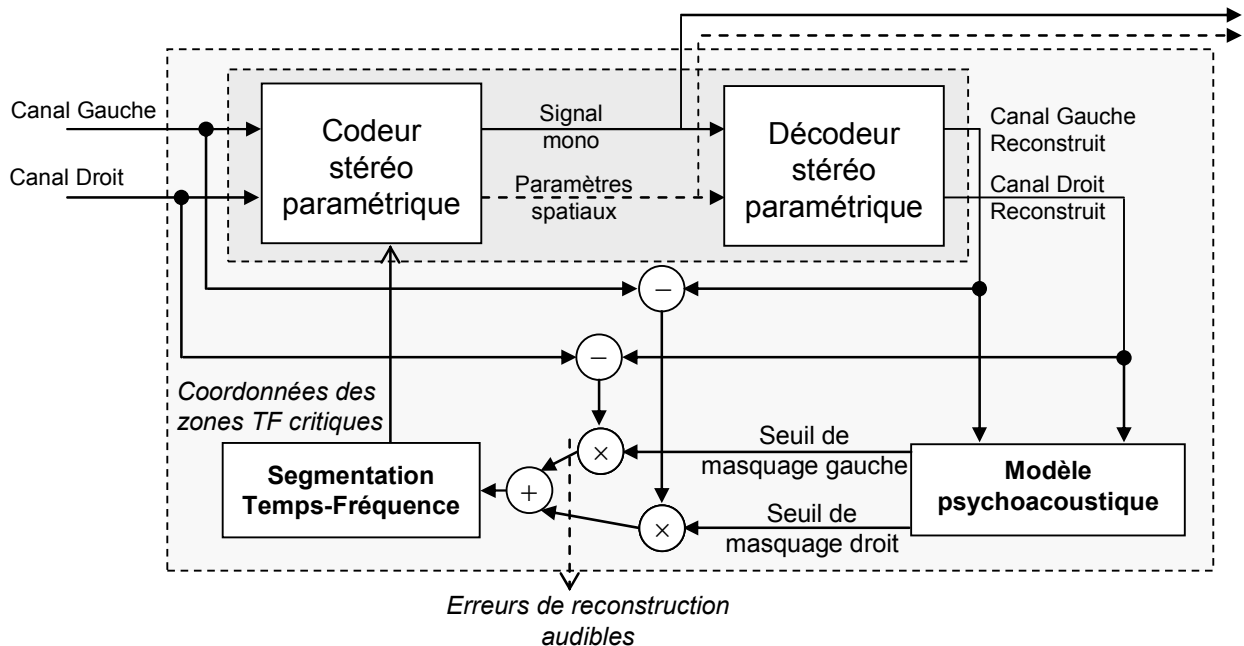 Canal Gauche
Canal Droit
Codeur
stéréo
paramétrique
Signal
mono
Paramètres
spatiaux
Décodeur
stéréo
paramétrique
Canal Gauche
Reconstruit
Canal Droit
Reconstruit
−
−
Coordonnées des
zones TF critiques
Segmentation
Temps-Fréquence
+
×
×
Seuil de
masquage gauche
Seuil de
masquage droit
Modèle
psychoacoustique
Erreurs de reconstruction
audibles